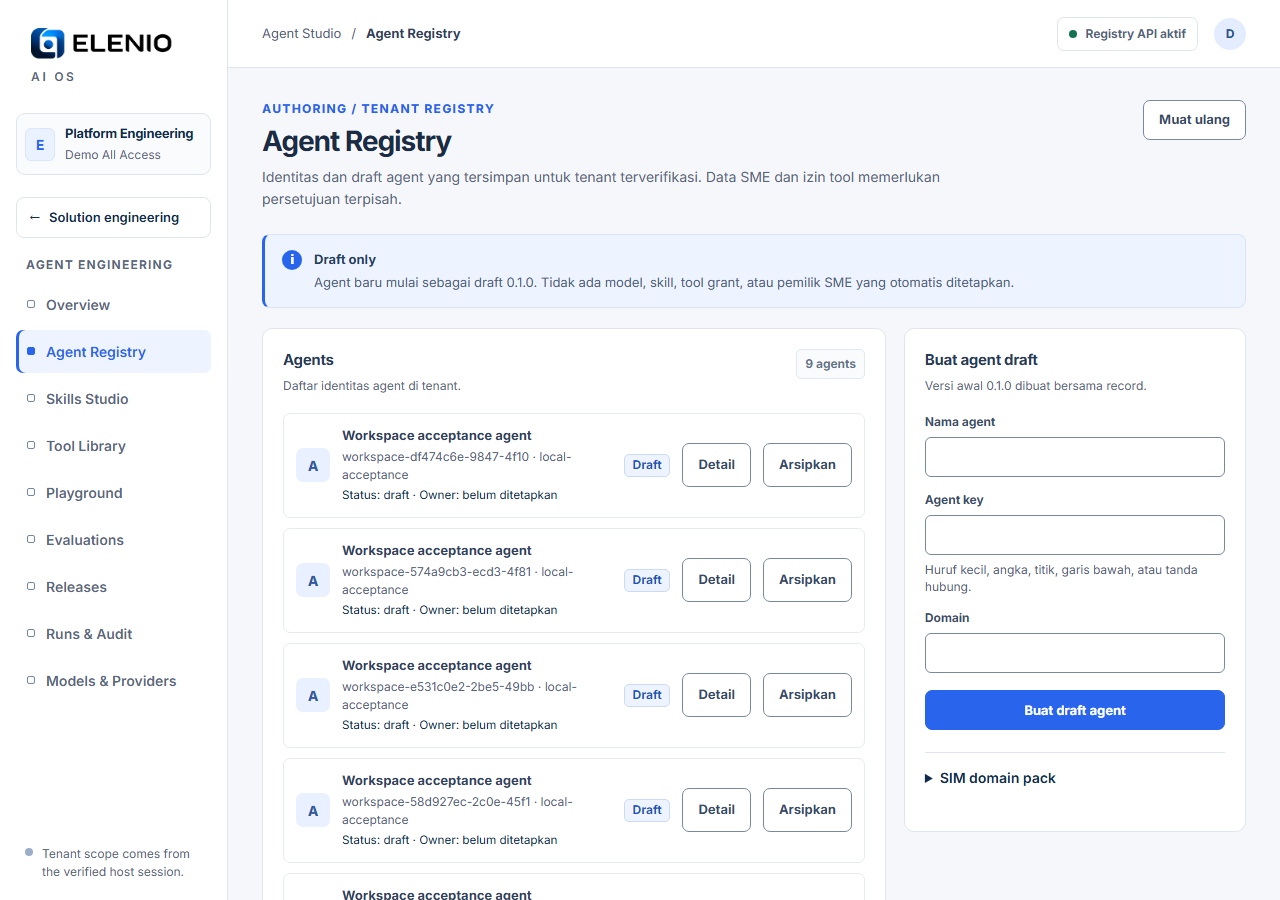 ELENIO
AI OS
E
Platform Engineering
Demo All Access
← Solution engineering
AGENT ENGINEERING
Overview
Agent Registry
Skills Studio
Tool Library
Playground
Evaluations
Releases
Runs & Audit
Models & Providers
Tenant scope comes from
the verified host session.
Agent Studio / Agent Registry
Registry API aktif
D
AUTHORING / TENANT REGISTRY
Agent Registry
Identitas dan draft agent yang tersimpan untuk tenant terverifikasi. Data SME dan izin tool memerlukan
persetujuan terpisah.
Muat ulang
i
Draft only
Agent baru mulai sebagai draft 0.1.0. Tidak ada model, skill, tool grant, atau pemilik SME yang otomatis ditetapkan.
Agents
Daftar identitas agent di tenant.
9 agents
A
Workspace acceptance agent
workspace-df474c6e-9847-4f10 · local-
acceptance
Status: draft · Owner: belum ditetapkan
Draft
Detail
Arsipkan
A
Workspace acceptance agent
workspace-574a9cb3-ecd3-4f81 · local-
acceptance
Status: draft · Owner: belum ditetapkan
Draft
Detail
Arsipkan
A
Workspace acceptance agent
workspace-e531c0e2-2be5-49bb · local-
acceptance
Status: draft · Owner: belum ditetapkan
Draft
Detail
Arsipkan
A
Workspace acceptance agent
workspace-58d927ec-2c0e-45f1 · local-
acceptance
Status: draft · Owner: belum ditetapkan
Draft
Detail
Arsipkan
Workspace acceptance agent
Buat agent draft
Versi awal 0.1.0 dibuat bersama record.
Nama agent
Agent key
Huruf kecil, angka, titik, garis bawah, atau tanda
hubung.
Domain
Buat draft agent
SIM domain pack